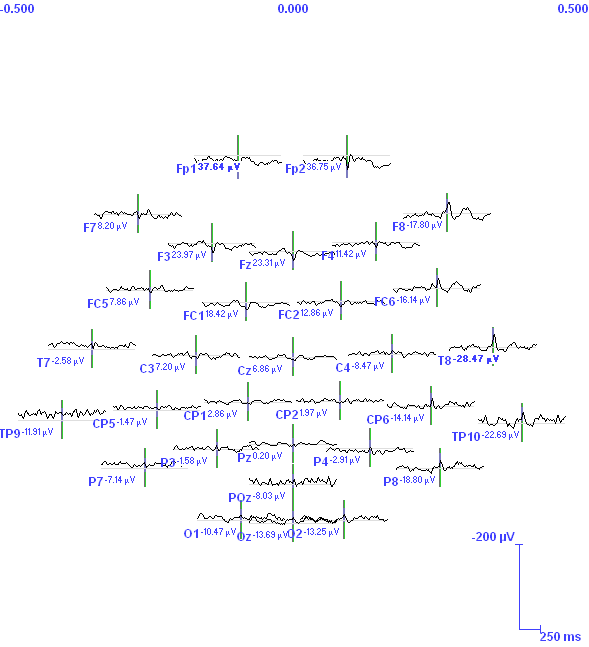 -0.500 0.000 0.500
Fp1 37.64 µV Fp2 36.75 µV
F7 8.20 µV F8 -17.80 µV
F3 23.97 µV Fz 23.31 µV F4 11.42 µV
FC5 7.86 µV FC6 -16.14 µV
FC1 18.42 µV FC2 12.86 µV
T7 -2.58 µV C3 7.20 µV Cz 6.86 µV C4 -8.47 µV T8 -28.47 µV
TP9 -11.91 µV CP5 -1.47 µV CP1 2.86 µV CP2 1.97 µV CP6 -14.14 µV TP10 -22.69 µV
P3 -1.58 µV Pz 0.20 µV P4 -2.91 µV
P7 -7.14 µV P8 -18.80 µV
POz -8.03 µV
O1 -10.47 µV Oz -13.69 µV O2 -13.25 µV
-200 µV
250 ms